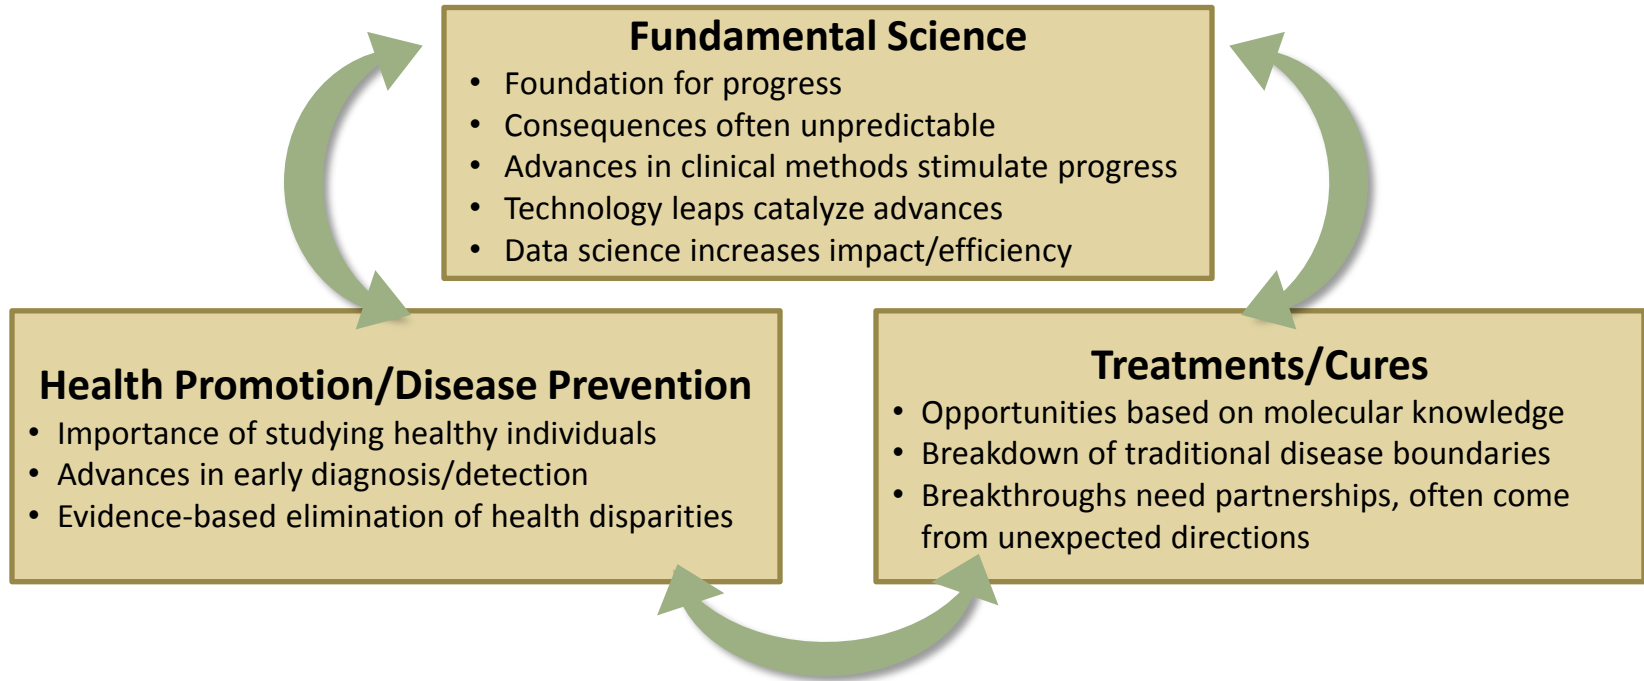 Fundamental Science
• Foundation for progress
• Consequences often unpredictable
• Advances in clinical methods stimulate progress
• Technology leaps catalyze advances
• Data science increases impact/efficiency
Health Promotion/Disease Prevention
• Importance of studying healthy individuals
• Advances in early diagnosis/detection
• Evidence-based elimination of health disparities
Treatments/Cures
• Opportunities based on molecular knowledge
• Breakdown of traditional disease boundaries
• Breakthroughs need partnerships, often come
from unexpected directions